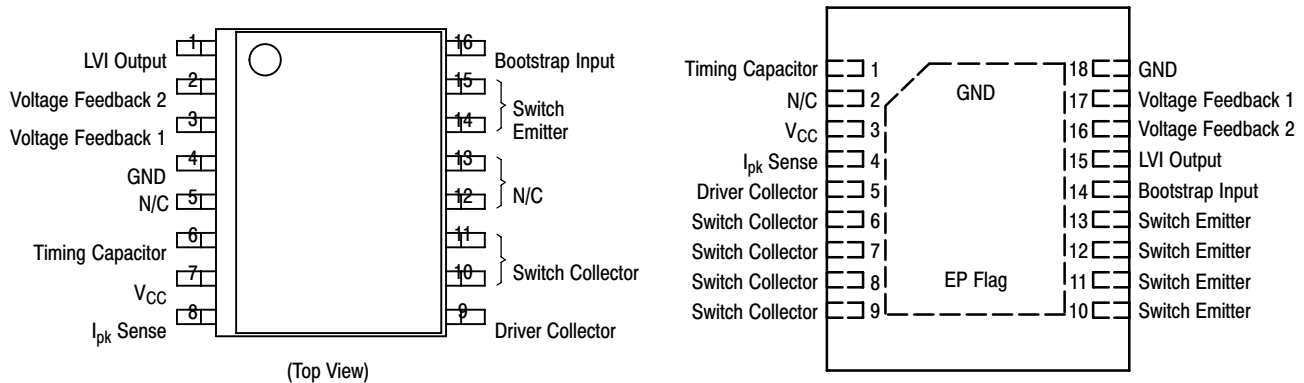 1
LVI Output
2
Voltage Feedback 2
3
Voltage Feedback 1
4
GND
5
N/C
6
Timing Capacitor
7
VCC
8
Ipk Sense
16
Bootstrap Input
15
Switch
Emitter
14
13
N/C
12
11
Switch Collector
10
9
Driver Collector
(Top View)
Timing Capacitor 1
N/C 2
VCC 3
Ipk Sense 4
Driver Collector 5
Switch Collector 6
Switch Collector 7
Switch Collector 8
Switch Collector 9
GND
EP Flag
18 GND
17 Voltage Feedback 1
16 Voltage Feedback 2
15 LVI Output
14 Bootstrap Input
13 Switch Emitter
12 Switch Emitter
11 Switch Emitter
10 Switch Emitter